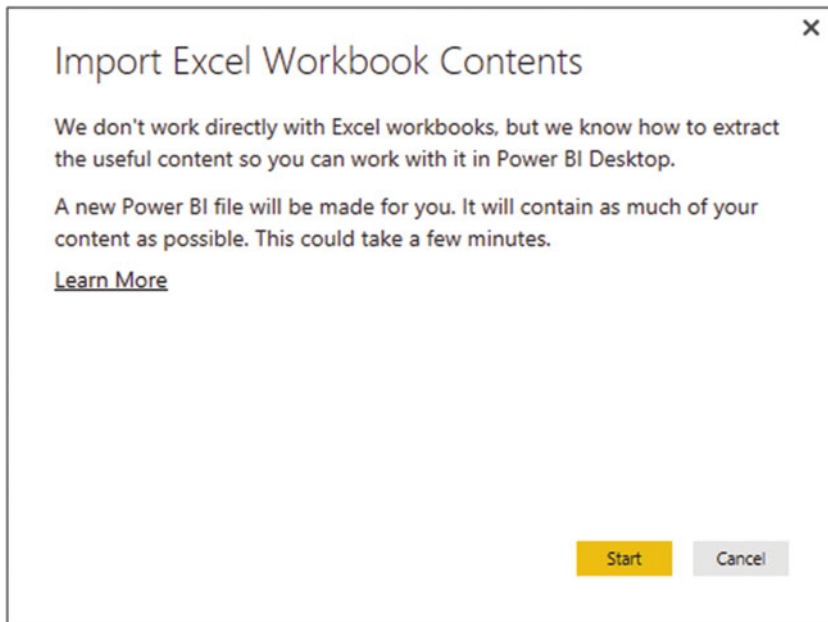 Import Excel Workbook Contents
We don't work directly with Excel workbooks, but we know how to extract
the useful content so you can work with it in Power BI Desktop.
A new Power BI file will be made for you. It will contain as much of your
content as possible. This could take a few minutes.
Learn More
Start
Cancel